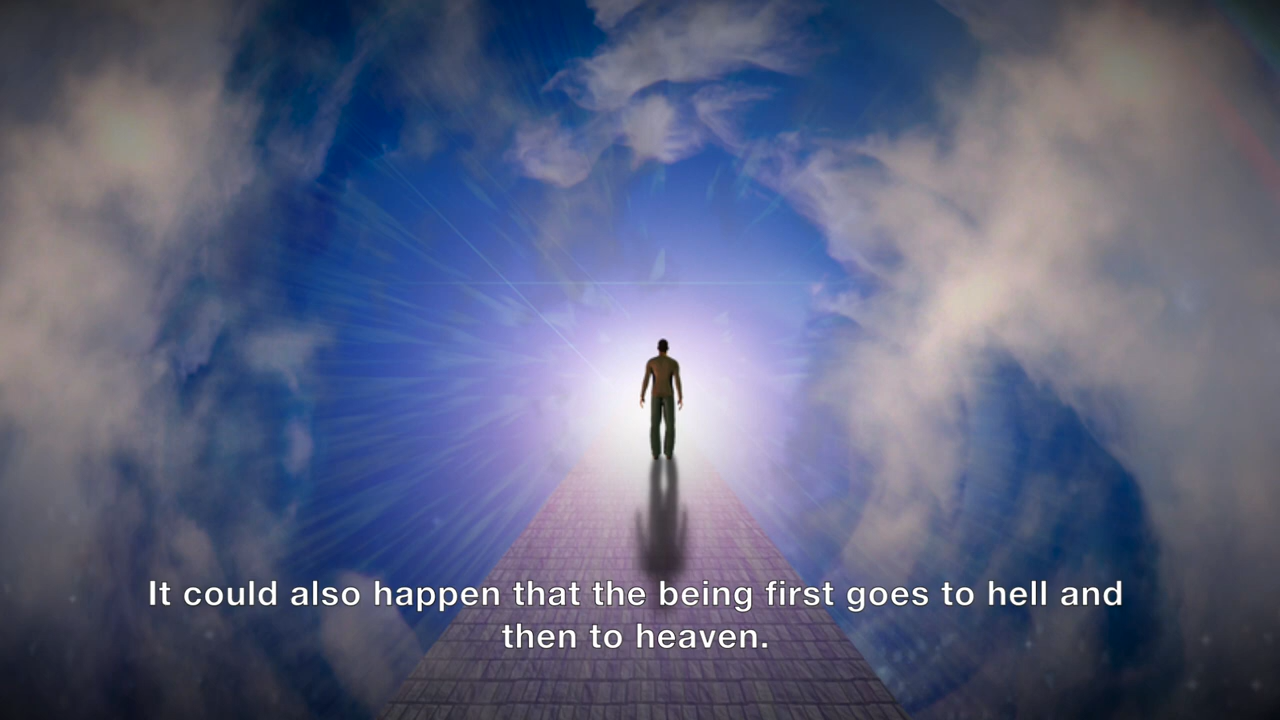 It could also happen that the being first goes to hell and
then to heaven.